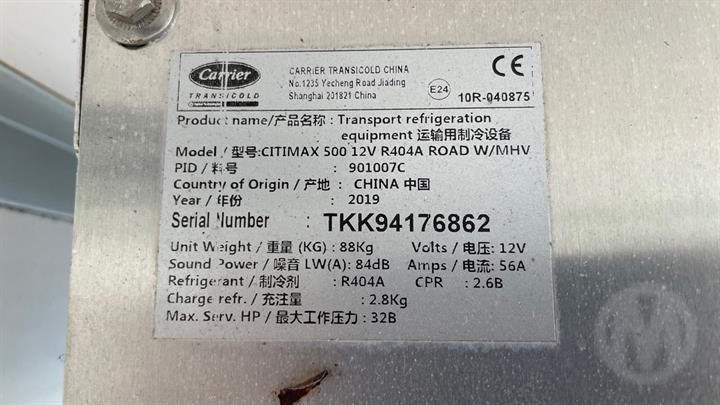 Carrier
TRANSICOLD
CARRIER TRANSICOLD CHINA
No.1235 Yecheng Road Jiading
Shanghai 201821 China
CE
E24
10R-040875
Product name/产品名称: Transport refrigeration
equipment 运输用制冷设备
Model / 型号:CITIMAX 500 12V R404A ROAD W/MHV
PID / 料号 : 901007C
Country of Origin / 产地 : CHINA 中国
Year / 年份 : 2019
Serial Number : TKK94176862
Unit Weight / 重量 (KG) : 88Kg Volts / 电压: 12V
Sound Power / 噪音 LW(A): 84dB Amps / 电流: 56A
Refrigerant / 制冷剂 : R404A CPR : 2.6B
Charge refr. / 充注量 : 2.8Kg
Max. Serv. HP / 最大工作压力: 32B